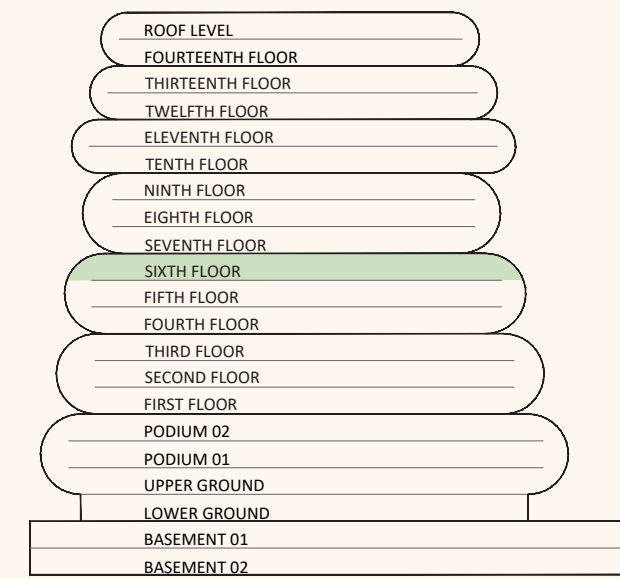 ROOF LEVEL
FOURTEENTH FLOOR
THIRTEENTH FLOOR
TWELFTH FLOOR
ELEVENTH FLOOR
TENTH FLOOR
NINTH FLOOR
EIGHTH FLOOR
SEVENTH FLOOR
SIXTH FLOOR
FIFTH FLOOR
FOURTH FLOOR
THIRD FLOOR
SECOND FLOOR
FIRST FLOOR
PODIUM 02
PODIUM 01
UPPER GROUND
LOWER GROUND
BASEMENT 01
BASEMENT 02